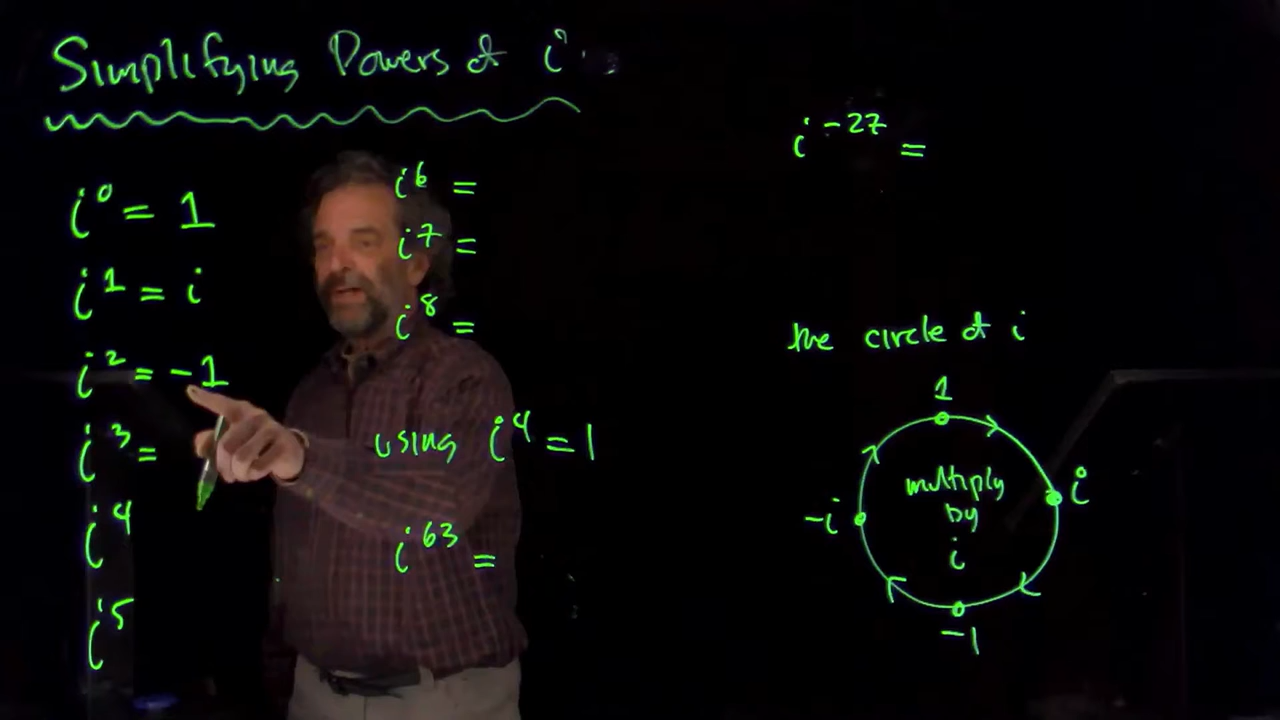 Simplifying Powers of i
i⁰ = 1
i¹ = i
i² = -1
i³ =
i⁴
i⁵
i⁶ =
i⁷ =
i⁸ =
using i⁴ = 1
i⁶³ =
i⁻²⁷ =
the circle of i
1
i
-1
-i
multiply
by
i